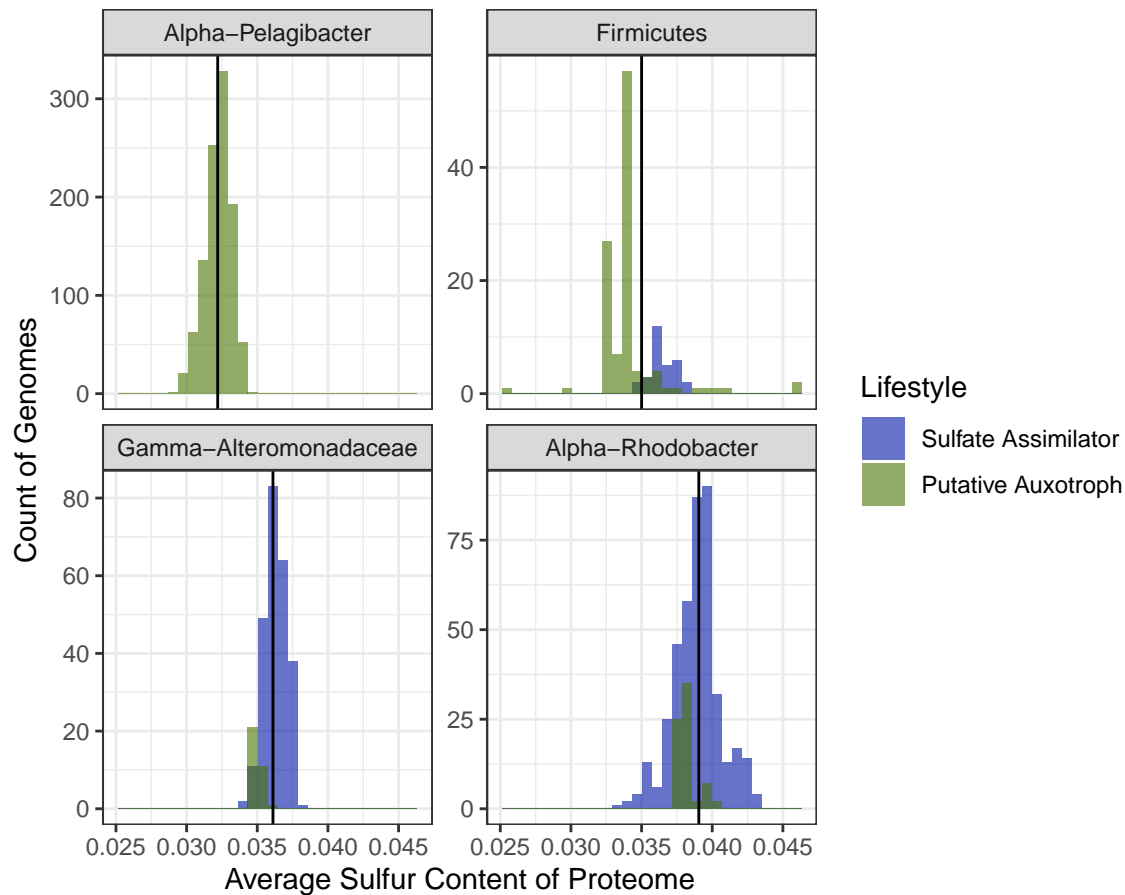 Alpha−Pelagibacter
Firmicutes
300
200
100
0
40
20
0
Gamma−Alteromonadaceae
Alpha−Rhodobacter
80
60
40
20
0
75
50
25
0
0.025 0.030 0.035 0.040 0.045
0.025 0.030 0.035 0.040 0.045
Average Sulfur Content of Proteome
Count of Genomes
Lifestyle
Sulfate Assimilator
Putative Auxotroph